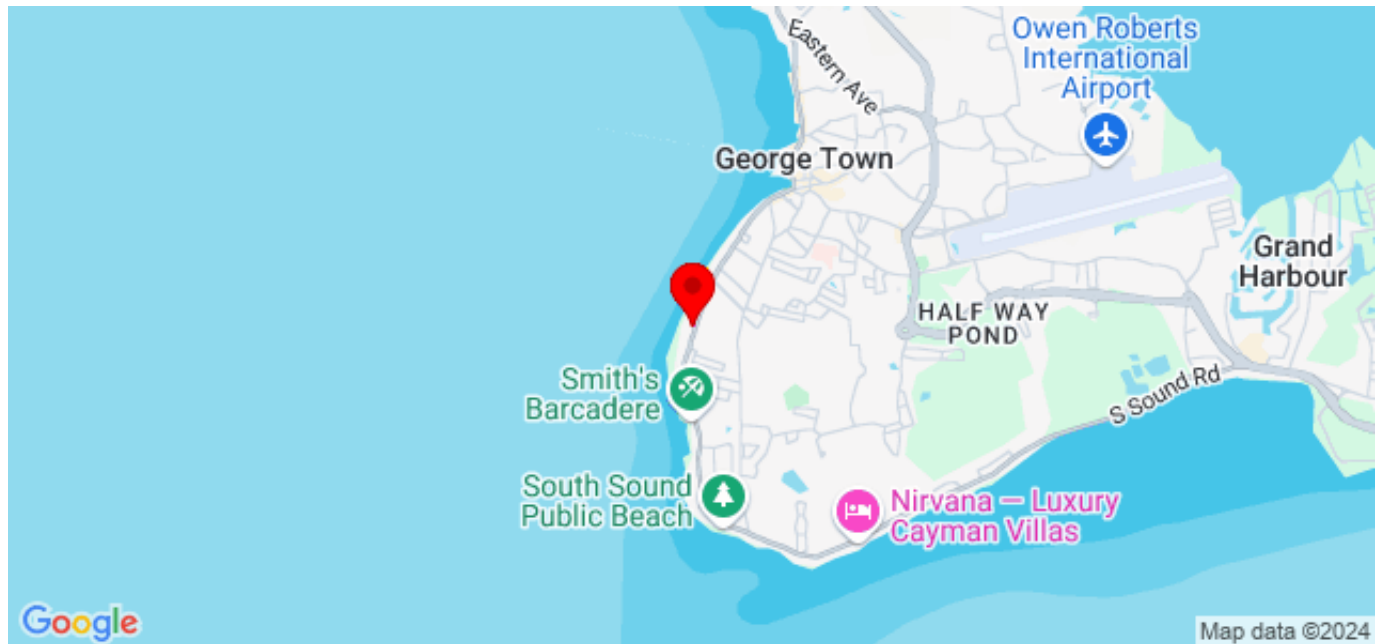 Eastern Ave
Owen Roberts
International
Airport
George Town
Grand
Harbour
HALF WAY
POND
Smith's
Barcadere
S Sound Rd
South Sound
Public Beach
Nirvana — Luxury
Cayman Villas
Google
Map data ©2024